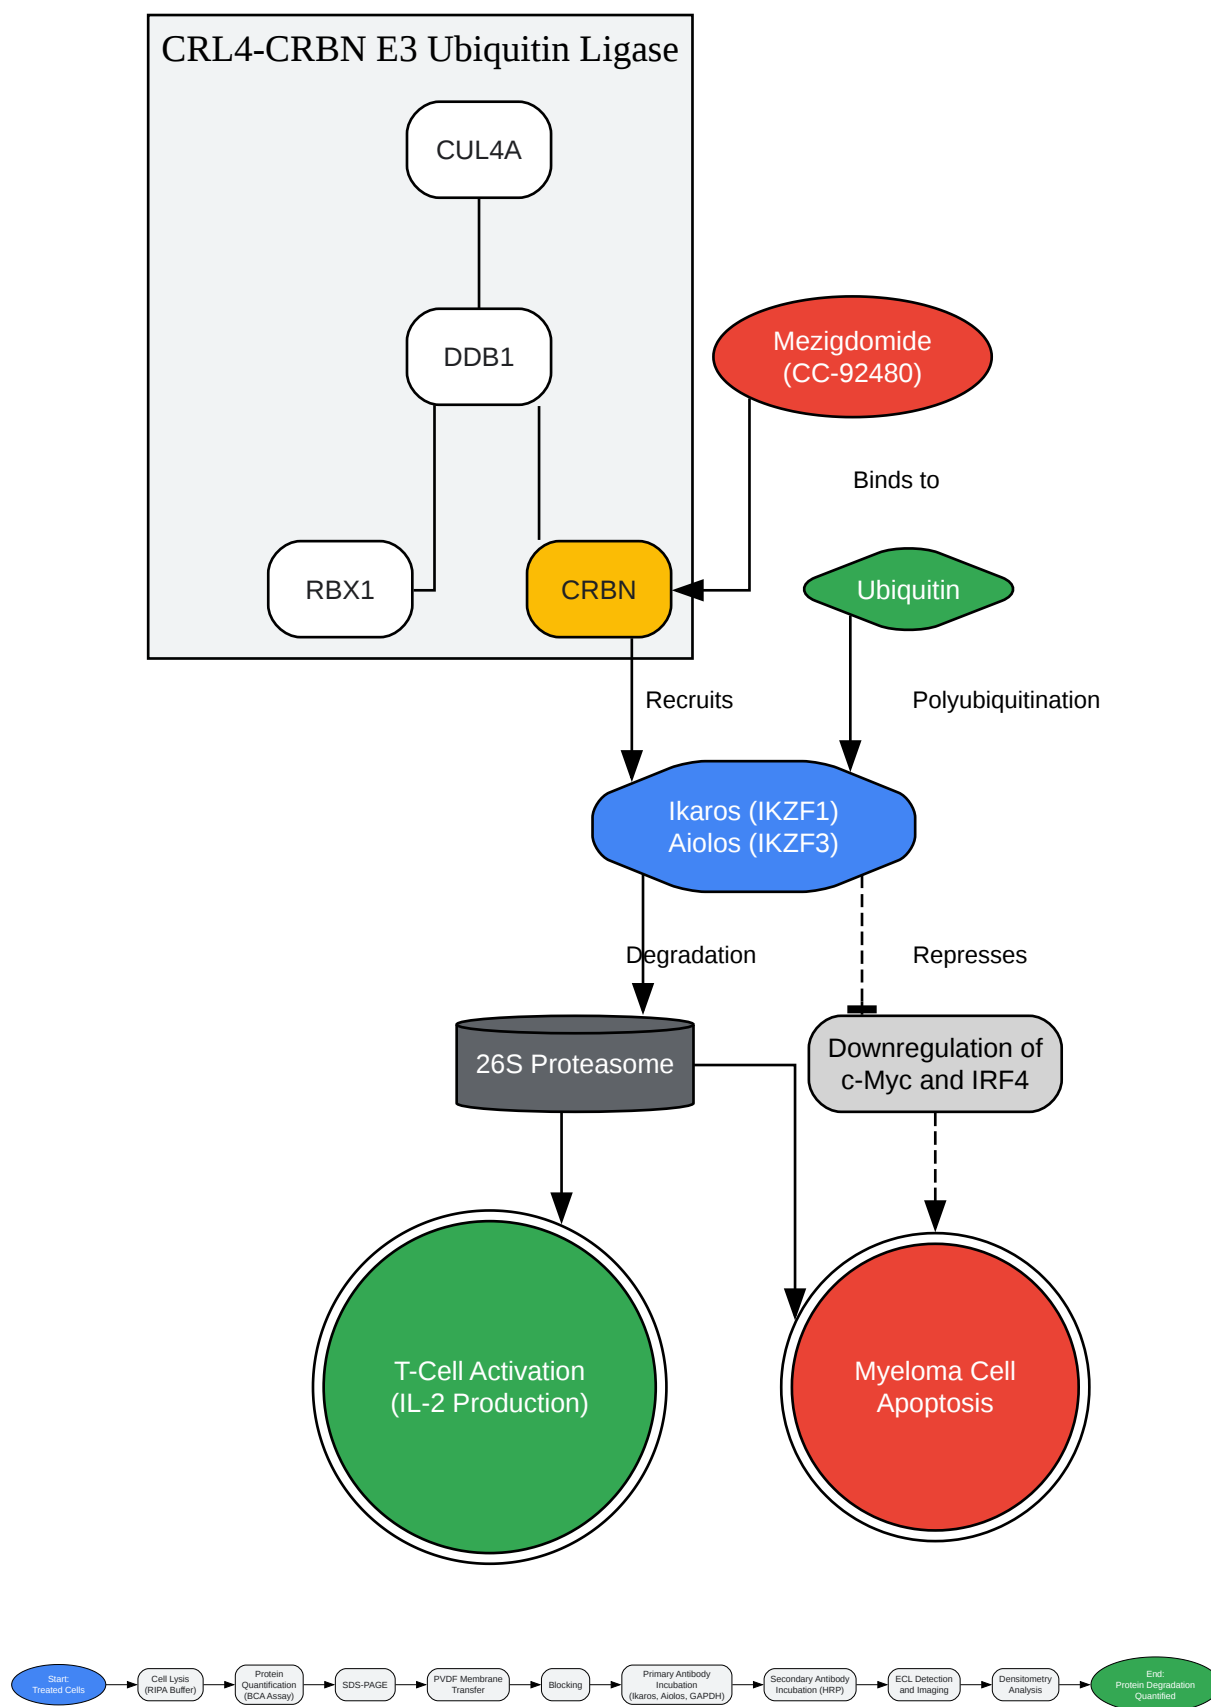 CRL4-CRBN E3 Ubiquitin Ligase
CUL4A
DDB1
Mezigdomide
(CC-92480)
Binds to
RBX1
CRBN
Ubiquitin
Recruits
Polyubiquitination
Ikaros (IKZF1)
Aiolos (IKZF3)
Degradation
Represses
26S Proteasome
Downregulation of
c-Myc and IRF4
T-Cell Activation
(IL-2 Production)
Myeloma Cell
Apoptosis
Start:
Treated Cells
Cell Lysis
(RIPA Buffer)
Protein
Quantification
(BCA Assay)
SDS-PAGE
PVDF Membrane
Transfer
Blocking
Primary Antibody
Incubation
(Ikaros, Aiolos, GAPDH)
Secondary Antibody
Incubation (HRP)
ECL Detection
and Imaging
Densitometry
Analysis
End:
Protein Degradation
Quantified